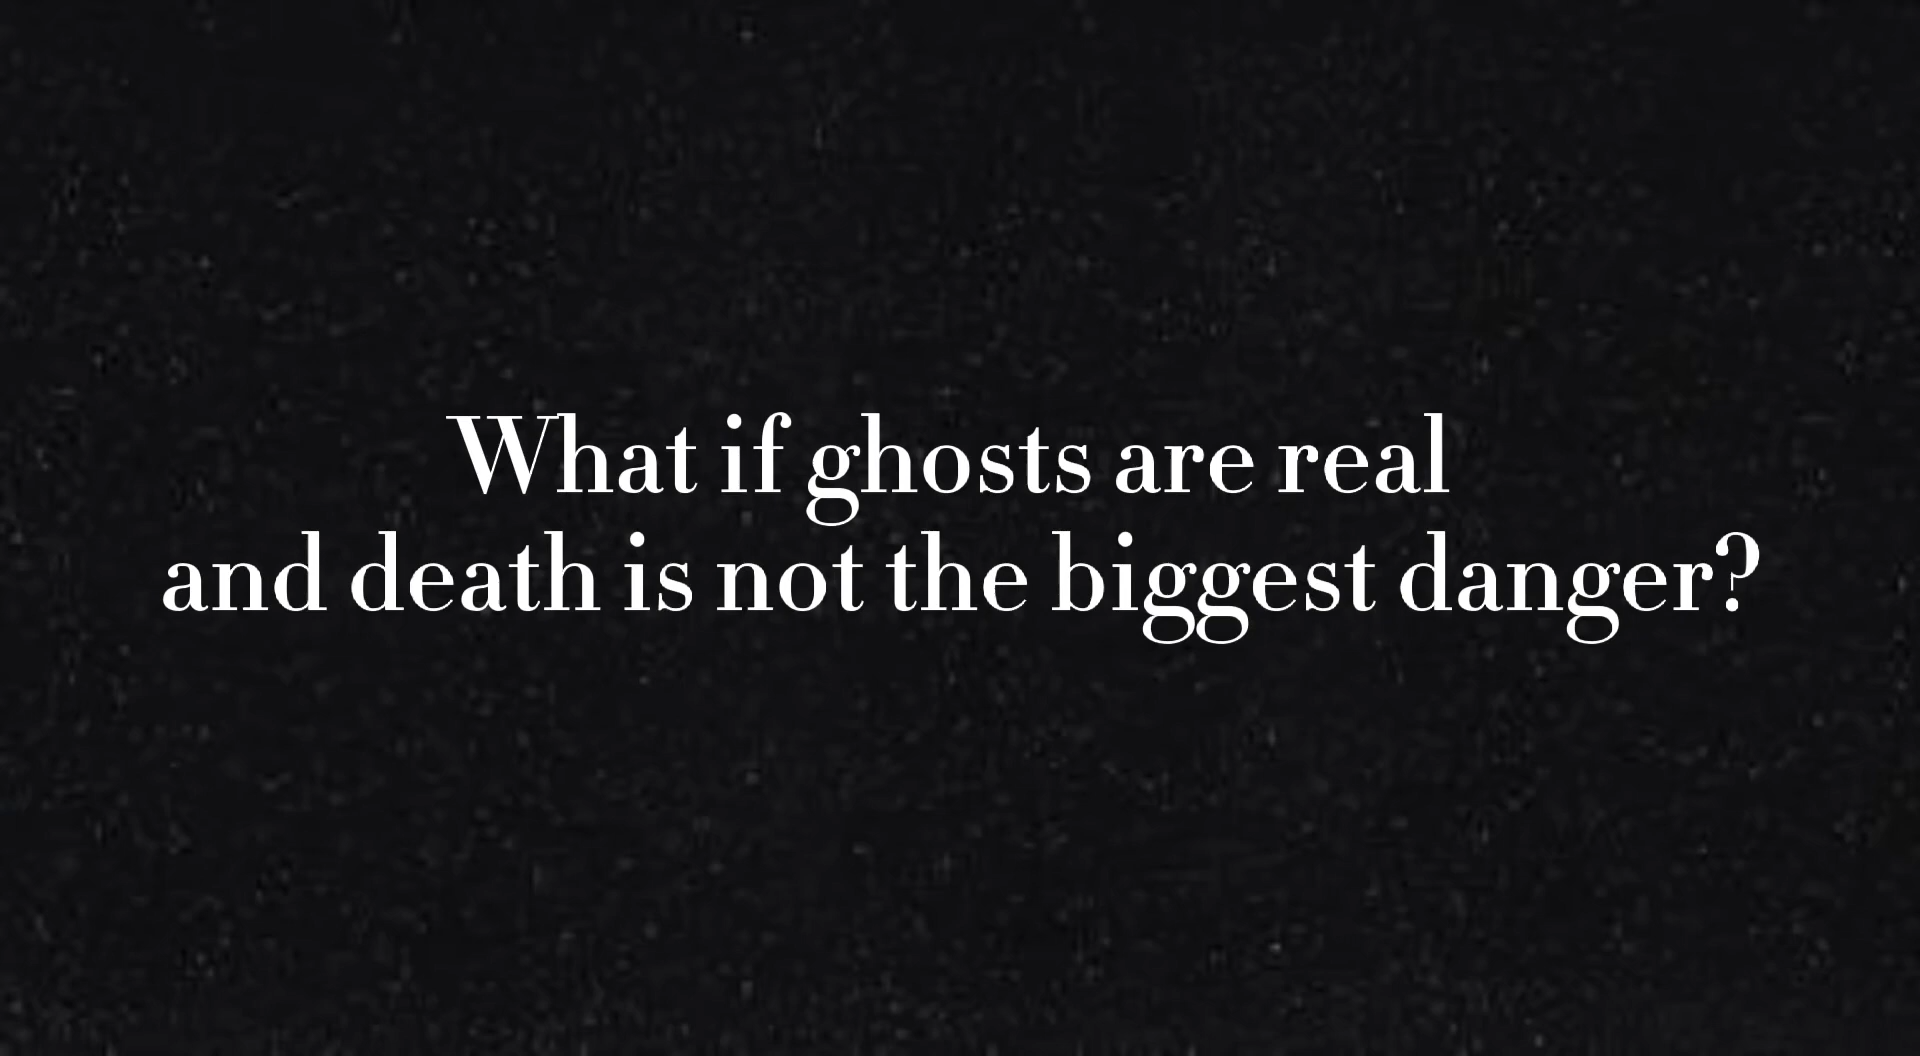 What if ghosts are real
and death is not the biggest danger?